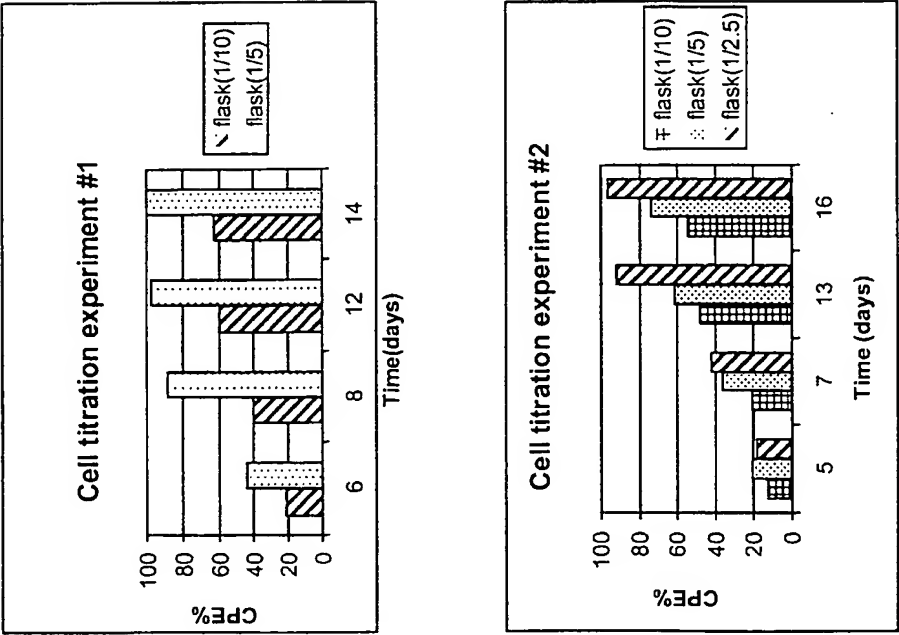 Cell titration experiment #1
CPE%
100
80
60
40
20
0
6 8 12 14
Time(days)
flask(1/10)
flask(1/5)
Cell titration experiment #2
CPE%
100
80
60
40
20
0
5 7 13 16
Time (days)
flask(1/10)
flask(1/5)
flask(1/2.5)